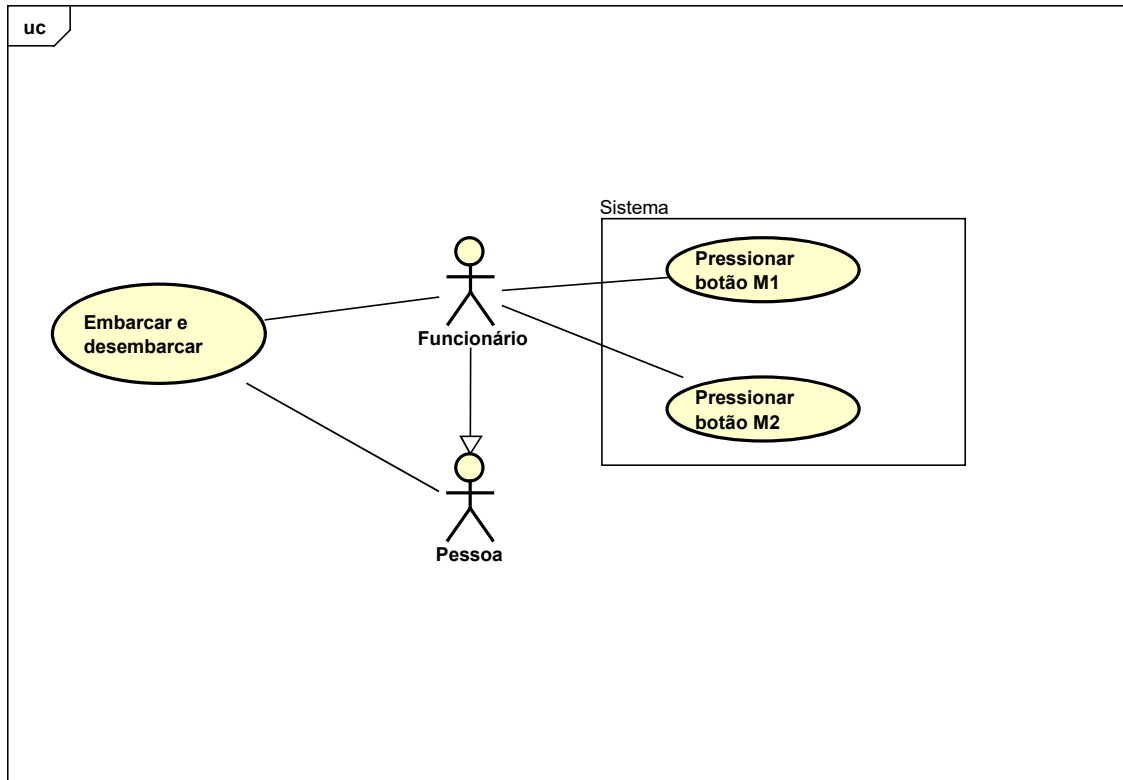 uc
Sistema
Pressionar
botão M1
Embarcar e
desembarcar
Funcionário
Pressionar
botão M2
Pessoa